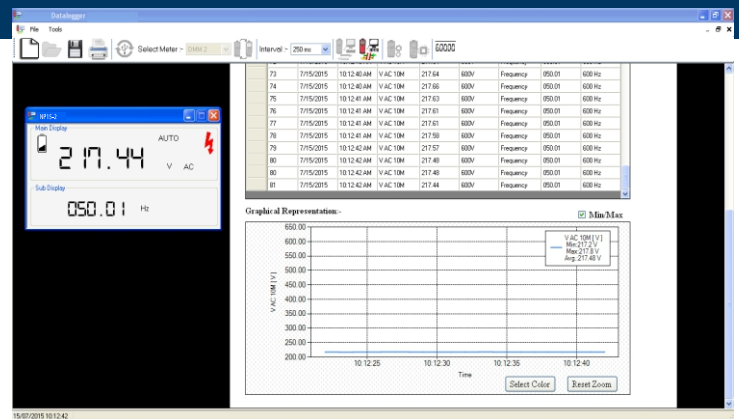 Datalogger
File Tools
Select Meter :- DMM 2 Interval :- 250 ms 60000
73 7/15/2015 10:12:40 AM V AC 10M 217.64 600V Frequency 050.01 600 Hz
74 7/15/2015 10:12:40 AM V AC 10M 217.66 600V Frequency 050.01 600 Hz
75 7/15/2015 10:12:41 AM V AC 10M 217.63 600V Frequency 050.01 600 Hz
76 7/15/2015 10:12:41 AM V AC 10M 217.61 600V Frequency 050.01 600 Hz
77 7/15/2015 10:12:41 AM V AC 10M 217.61 600V Frequency 050.01 600 Hz
78 7/15/2015 10:12:41 AM V AC 10M 217.58 600V Frequency 050.01 600 Hz
79 7/15/2015 10:12:42 AM V AC 10M 217.57 600V Frequency 050.01 600 Hz
80 7/15/2015 10:12:42 AM V AC 10M 217.48 600V Frequency 050.01 600 Hz
80 7/15/2015 10:12:42 AM V AC 10M 217.48 600V Frequency 050.01 600 Hz
81 7/15/2015 10:12:42 AM V AC 10M 217.44 600V Frequency 050.01 600 Hz
Main Display
AUTO
217.44 V AC
Sub Display
050.01 Hz
Graphical Representation:-
Min/Max
650.00
600.00
550.00
500.00
450.00
400.00
350.00
300.00
250.00
200.00
V AC 10M [ V ]
V AC 10M [ V ]
Min:217.2 V
Max:217.8 V
Avg.:217.48 V
10:12:25 10:12:30 10:12:35 10:12:40
Time
Select Color Reset Zoom
15/07/2015 10:12:42